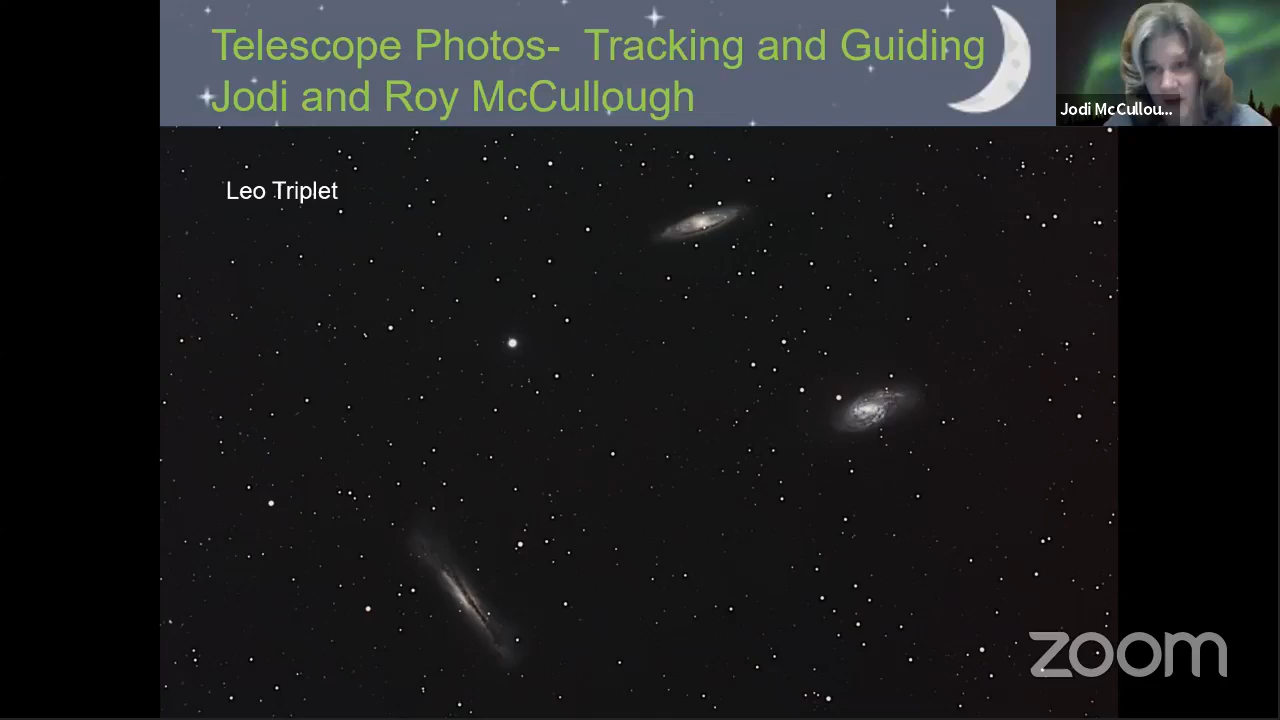 Telescope Photos-  Tracking and Guiding
Jodi and Roy McCullough
Jodi McCullou...
Leo Triplet
zoom